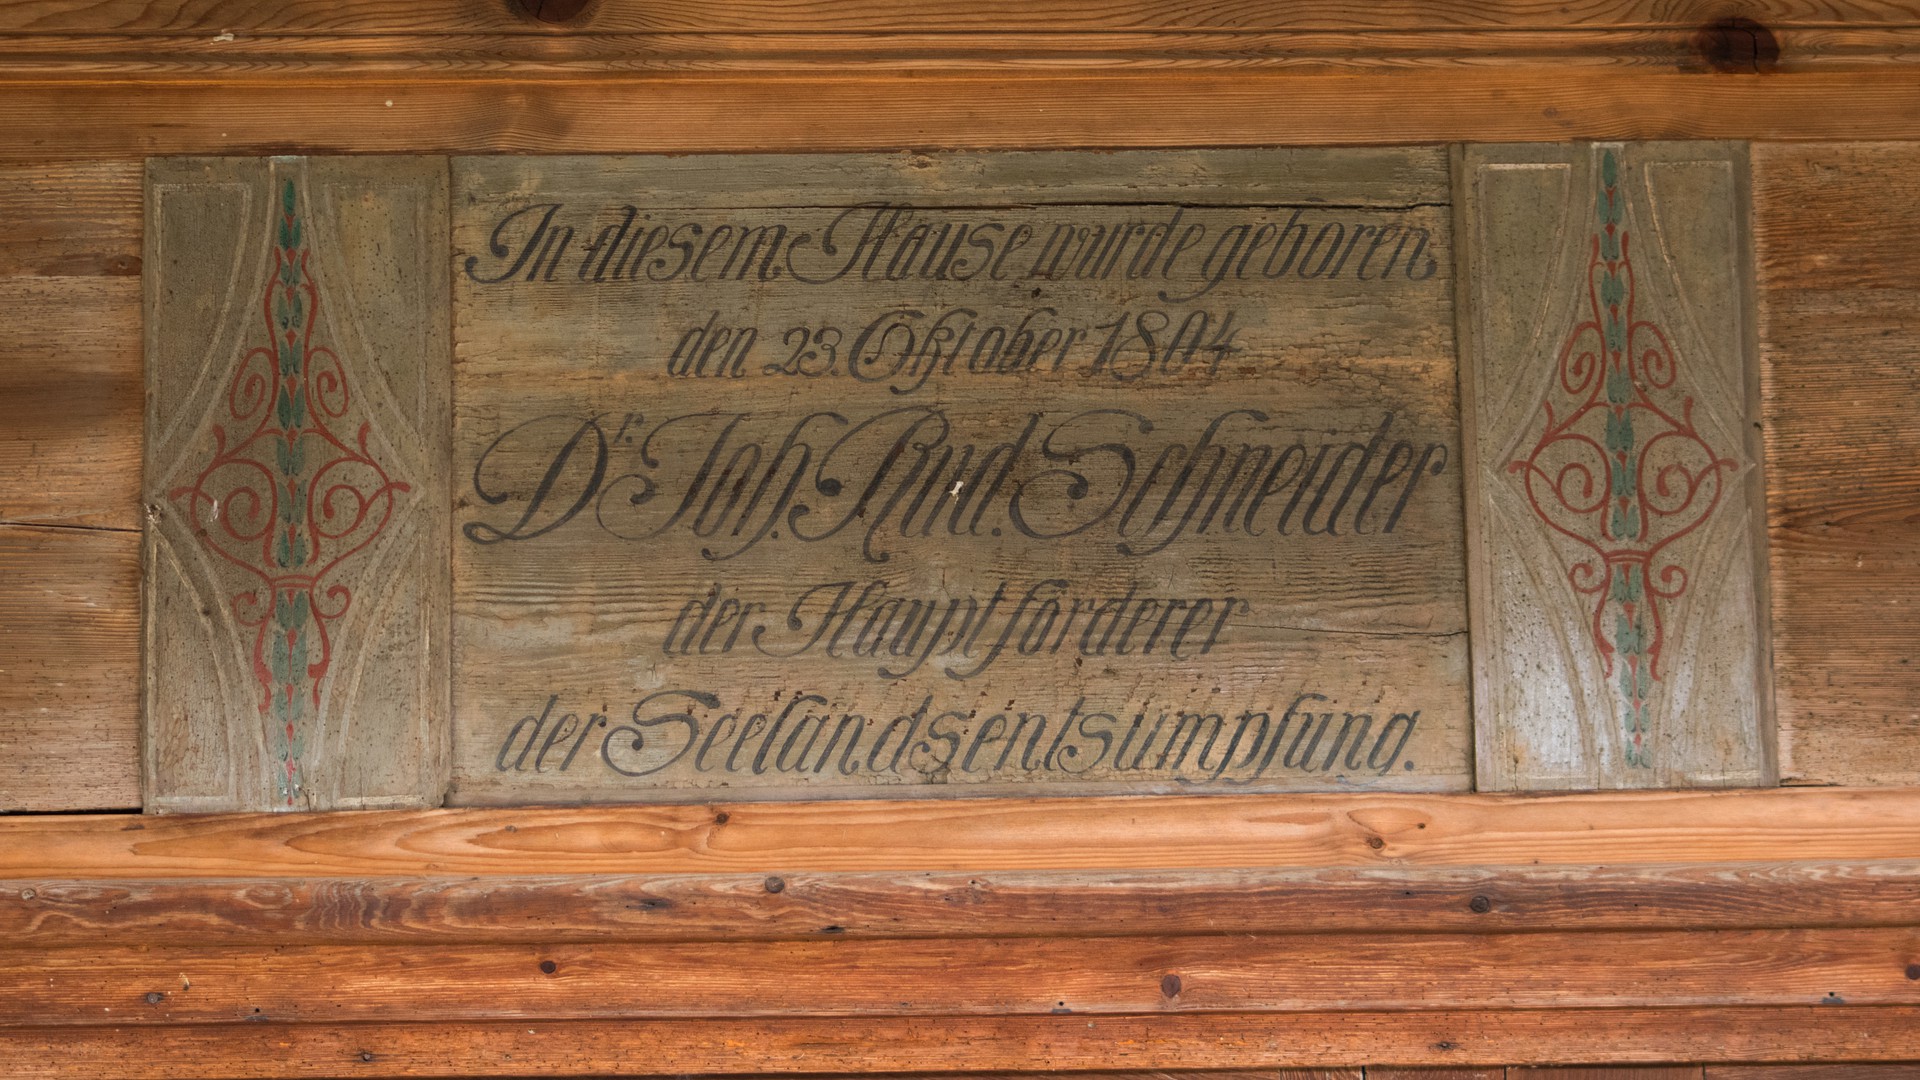 In diesem Hause wurde geboren
den 23. Oktober 1804
Dr. Joh. Rud. Schneider
der Hauptförderer
der Seelandsentsumpfung.